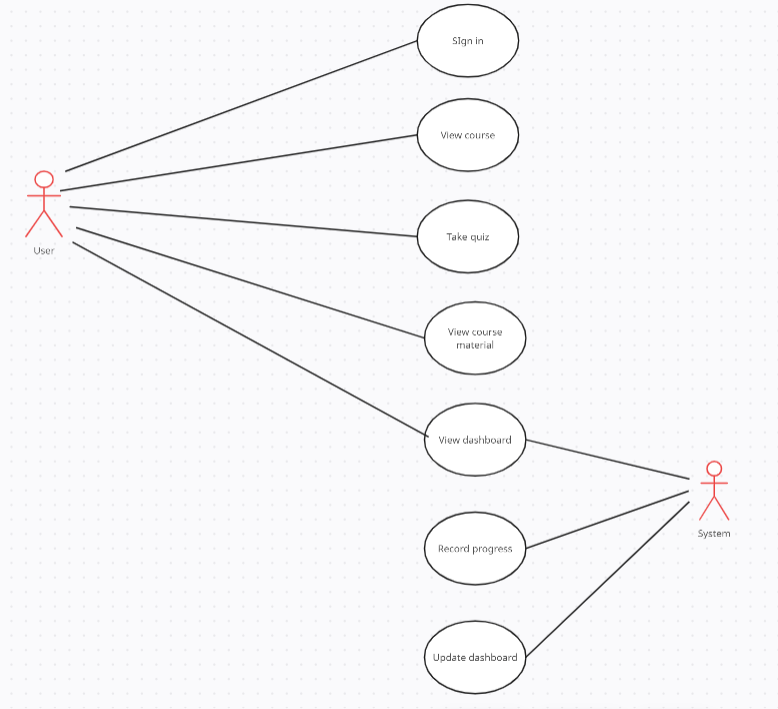 SIgn in
View course
Take quiz
User
View course
material
View dashboard
System
Record progress
Update dashboard